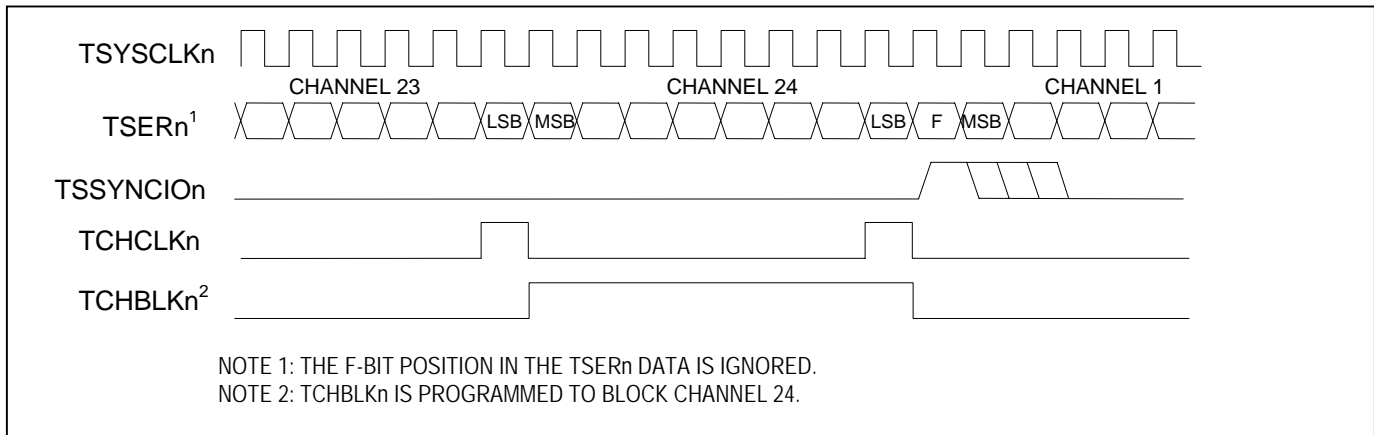 TSYSCLKn
CHANNEL 23 CHANNEL 24 CHANNEL 1
TSERn¹ LSB MSB LSB F MSB
TSSYNCIOn
TCHCLKn
TCHBLKn²
NOTE 1: THE F-BIT POSITION IN THE TSERn DATA IS IGNORED.
NOTE 2: TCHBLKn IS PROGRAMMED TO BLOCK CHANNEL 24.